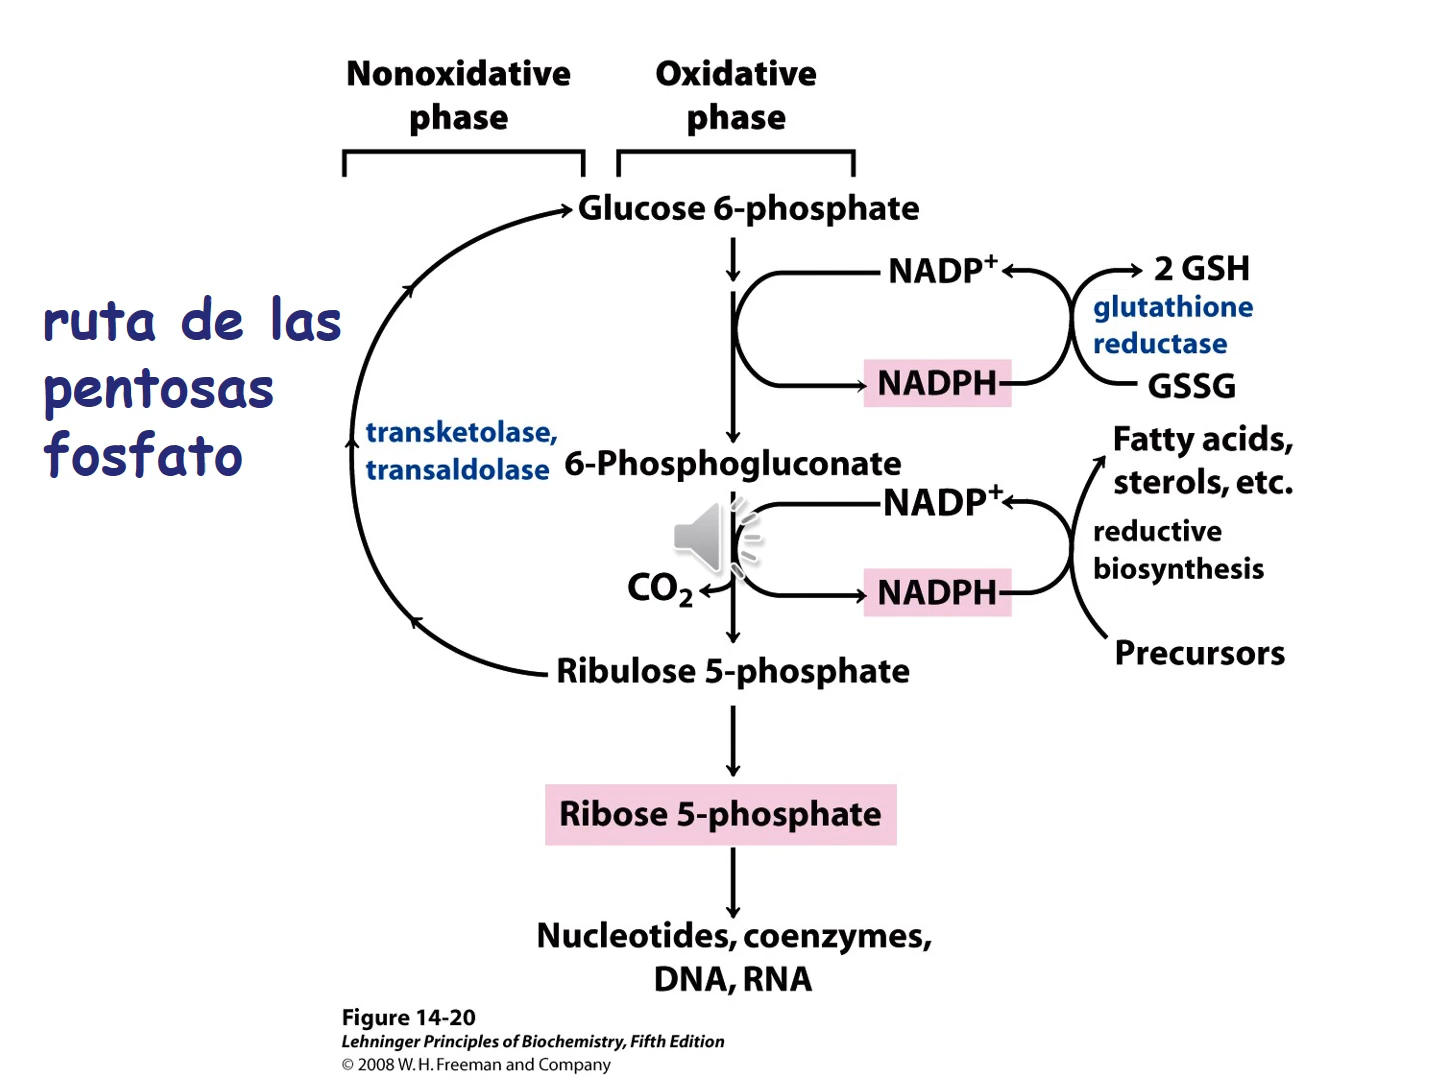 Nonoxidative
phase
Oxidative
phase
Glucose 6-phosphate
NADP+
2 GSH
glutathione
reductase
NADPH
GSSG
ruta de las
pentosas
fosfato
transketolase,
transaldolase
6-Phosphogluconate
Fatty acids,
sterols, etc.
NADP+
reductive
biosynthesis
CO2
NADPH
Precursors
Ribulose 5-phosphate
Ribose 5-phosphate
Nucleotides, coenzymes,
DNA, RNA
Figure 14-20
Lehninger Principles of Biochemistry, Fifth Edition
© 2008 W. H. Freeman and Company